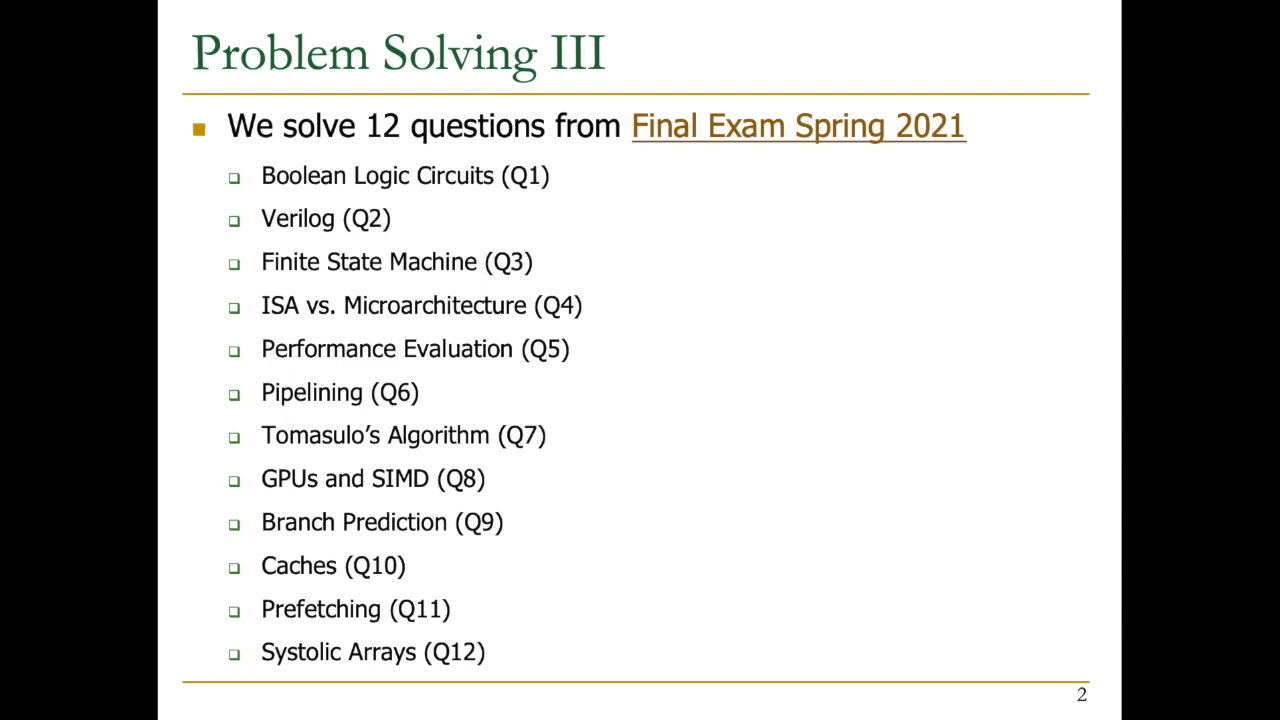 Problem Solving III
We solve 12 questions from Final Exam Spring 2021
Boolean Logic Circuits (Q1)
Verilog (Q2)
Finite State Machine (Q3)
ISA vs. Microarchitecture (Q4)
Performance Evaluation (Q5)
Pipelining (Q6)
Tomasulo’s Algorithm (Q7)
GPUs and SIMD (Q8)
Branch Prediction (Q9)
Caches (Q10)
Prefetching (Q11)
Systolic Arrays (Q12)
2